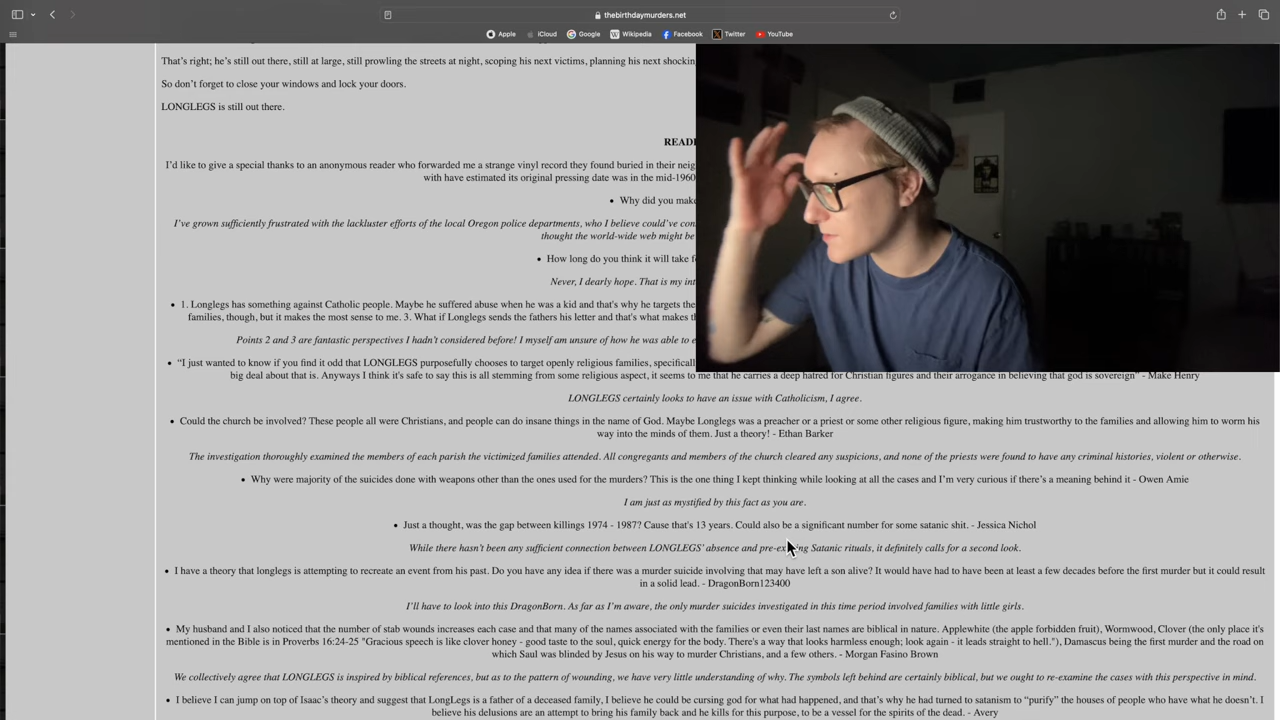 thebirthdaymurders.net
Apple iCloud Google Wikipedia Facebook Twitter YouTube
That's right; he's still out there, still at large, still prowling the streets at night, scoping his next victims, planning his next
So don't forget to close your windows and lock your doors.
LONGLEGS is still out there.
I'd like to give a special thanks to an anonymous reader who forwarded me a strange vinyl record they found buried in their
with have estimated its original pressing date was in the mid-1960
• Why did you
I've grown sufficiently frustrated with the lackluster efforts of the local Oregon police departments, who I believe could've
thought the world-wide web might
• How long do you think it will take
Never, I dearly hope. That is my
• 1. Longlegs has something against Catholic people. Maybe he suffered abuse when he was a kid and that's why he targets
families, though, but it makes the most sense to me. 3. What if Longlegs sends the fathers his letter and that's what makes
Points 2 and 3 are fantastic perspectives I hadn't considered before! I myself am unsure of how he was able to
• “I just wanted to know if you find it odd that LONGLEGS purposefully chooses to target openly religious families,
big deal about that is. Anyways I think it's safe to say this is all stemming from some religious aspect, it seems to me that he carries a deep hatred for Christian figures and their arrogance in believing that god is sovereign” - Make Henry
LONGLEGS certainly looks to have an issue with Catholicism, I agree.
• Could the church be involved? These people all were Christians, and people can do insane things in the name of God. Maybe Longlegs was a preacher or a priest or some other religious figure, making him trustworthy to the families and allowing him to worm his
way into the minds of them. Just a theory! - Ethan Barker
The investigation thoroughly examined the members of each parish the victimized families attended. All congregants and members of the church cleared any suspicions, and none of the priests were found to have any criminal histories, violent or otherwise.
• Why were majority of the suicides done with weapons other than the ones used for the murders? This is the one thing I kept thinking while looking at all the cases and I'm very curious if there's a meaning behind it - Owen Amie
I am just as mystified by this fact as you are.
• Just a thought, was the gap between killings 1974 - 1987? Cause that's 13 years. Could also be a significant number for some satanic shit. - Jessica Nichol
While there hasn't been any sufficient connection between LONGLEGS' absence and Satanic rituals, it definitely calls for a second look.
• I have a theory that longlegs is attempting to recreate an event from his past. Do you have any idea if there was a murder suicide involving that may have left a son alive? It would have had to have been at least a few decades before the first murder but it could result
in a solid lead. - DragonBorn123400
I'll have to look into this DragonBorn. As far as I'm aware, the only murder suicides investigated in this time period involved families with little girls.
• My husband and I also noticed that the number of stab wounds increases each case and that many of the names associated with the families or even their last names are biblical in nature. Applewhite (the apple forbidden fruit), Wormwood, Clover (the only place it's
mentioned in the Bible is in Proverbs 16:24-25 "Gracious speech is like clover honey - good taste to the soul, quick energy for the body. There's a way that looks harmless enough; look again - it leads straight to hell."), Damascus being the first murder and the road on
which Saul was blinded by Jesus on his way to murder Christians, and a few others. - Morgan Fasino Brown
We collectively agree that LONGLEGS is inspired by biblical references, but as to the pattern of wounding, we have very little understanding of why. The symbols left behind are certainly biblical, but we ought to re-examine the cases with this perspective in mind.
• I believe I can jump on top of Isaac's theory and suggest that LongLegs is a father of a deceased family, I believe he could be cursing god for what had happened, and that's why he had turned to satanism to “purify” the houses of people who have what he doesn't. I
believe his delusions are an attempt to bring his family back and he kills for this purpose, to be a vessel for the spirits of the dead. - Avery